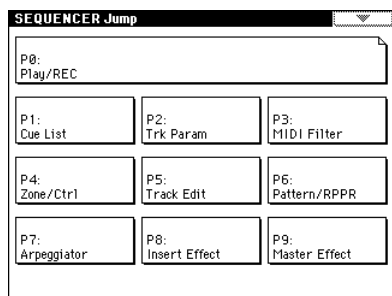 SEQUENCER Jump
P0:
Play/REC
P1:
Cue List
P2:
Trk Param
P3:
MIDI Filter
P4:
Zone/Ctrl
P5:
Track Edit
P6:
Pattern/RPPR
P7:
Arpeggiator
P8:
Insert Effect
P9:
Master Effect